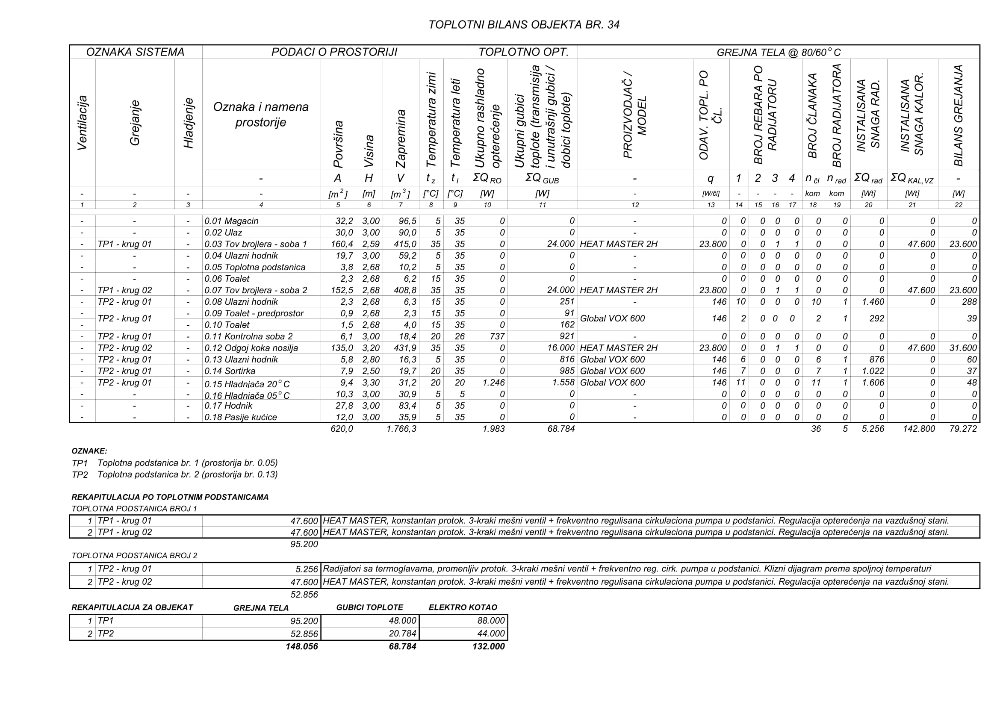 TOPLOTNI BILANS OBJEKTA BR. 34
OZNAKA SISTEMA PODACI O PROSTORIJI TOPLOTNO OPT. GREJNA TELA @ 80/60 o C
Ventilacija Grejanje Hladjenje Oznaka i namena prostorije Površina Visina Zapremina Temperatura zimi Temperatura leti Ukupno rashladno opterećenje Ukupni gubici toplote (transmisija i unutrašnji gubici / dobici toplote) PROIZVODJAČ / MODEL ODAV. TOPL. PO ČL. BROJ REBARA PO RADIJATORU BROJ ČLANAKA BROJ RADIJATORA INSTALISANA SNAGA RAD. INSTALISANA SNAGA KALOR. BILANS GREJANJA
- A H V t z t l ΣQ RO ΣQ GUB - q 1 2 3 4 n čl n rad ΣQ rad ΣQ KAL,VZ -
- - - - [m 2 ] [m] [m 3 ] [°C] [°C] [W] [W] - [W/čl] - - - - kom kom [Wt] [Wt] [W]
1 2 3 4 5 6 7 8 9 10 11 12 13 14 15 16 17 18 19 20 21 22
- - - 0.01 Magacin 32,2 3,00 96,5 5 35 0 0 - 0 0 0 0 0 0 0 0 0 0
- - - 0.02 Ulaz 30,0 3,00 90,0 5 35 0 0 - 0 0 0 0 0 0 0 0 0 0
- TP1 - krug 01 - 0.03 Tov brojlera - soba 1 160,4 2,59 415,0 35 35 0 24.000 HEAT MASTER 2H 23.800 0 0 1 1 0 0 0 47.600 23.600
- - - 0.04 Ulazni hodnik 19,7 3,00 59,2 5 35 0 0 - 0 0 0 0 0 0 0 0 0 0
- - - 0.05 Toplotna podstanica 3,8 2,68 10,2 5 35 0 0 - 0 0 0 0 0 0 0 0 0 0
- - - 0.06 Toalet 2,3 2,68 6,2 15 35 0 0 - 0 0 0 0 0 0 0 0 0 0
- TP1 - krug 02 - 0.07 Tov brojlera - soba 2 152,5 2,68 408,8 35 35 0 24.000 HEAT MASTER 2H 23.800 0 0 1 1 0 0 0 47.600 23.600
- TP2 - krug 01 - 0.08 Ulazni hodnik 2,3 2,68 6,3 15 35 0 251 - 146 10 0 0 0 10 1 1.460 0 288
- TP2 - krug 01 - 0.09 Toalet - predprostor 0,9 2,68 2,3 15 35 0 91 Global VOX 600 146 2 0 0 0 2 1 292 39
- - 0.10 Toalet 1,5 2,68 4,0 15 35 0 162
- TP2 - krug 01 - 0.11 Kontrolna soba 2 6,1 3,00 18,4 20 26 737 921 - 0 0 0 0 0 0 0 0 0 0
- TP2 - krug 02 - 0.12 Odgoj koka nosilja 135,0 3,20 431,9 35 35 0 16.000 HEAT MASTER 2H 23.800 0 0 1 1 0 0 0 47.600 31.600
- TP2 - krug 01 - 0.13 Ulazni hodnik 5,8 2,80 16,3 5 35 0 816 Global VOX 600 146 6 0 0 0 6 1 876 0 60
- TP2 - krug 01 - 0.14 Sortirka 7,9 2,50 19,7 20 35 0 985 Global VOX 600 146 7 0 0 0 7 1 1.022 0 37
- TP2 - krug 01 - 0.15 Hladnjača 20 o C 9,4 3,30 31,2 20 20 1.246 1.558 Global VOX 600 146 11 0 0 0 11 1 1.606 0 48
- - - 0.16 Hladnjača 05 o C 10,3 3,00 30,9 5 5 0 0 - 0 0 0 0 0 0 0 0 0 0
- - - 0.17 Hodnik 27,8 3,00 83,4 5 35 0 0 - 0 0 0 0 0 0 0 0 0 0
- - - 0.18 Pasije kućice 12,0 3,00 35,9 5 35 0 0 - 0 0 0 0 0 0 0 0 0 0
620,0 1.766,3 1.983 68.784 36 5 5.256 142.800 79.272
OZNAKE:
TP1 Toplotna podstanica br. 1 (prostorija br. 0.05)
TP2 Toplotna podstanica br. 2 (prostorija br. 0.13)
REKAPITULACIJA PO TOPLOTNIM PODSTANICAMA
TOPLOTNA PODSTANICA BROJ 1
1 TP1 - krug 01 47.600 HEAT MASTER, konstantan protok. 3-kraki mešni ventil + frekventno regulisana cirkulaciona pumpa u podstanici. Regulacija opterećenja na vazdušnoj stani.
2 TP1 - krug 02 47.600 HEAT MASTER, konstantan protok. 3-kraki mešni ventil + frekventno regulisana cirkulaciona pumpa u podstanici. Regulacija opterećenja na vazdušnoj stani.
95.200
TOPLOTNA PODSTANICA BROJ 2
1 TP2 - krug 01 5.256 Radijatori sa termoglavama, promenljiv protok. 3-kraki mešni ventil + frekventno reg. cirk. pumpa u podstanici. Klizni dijagram prema spoljnoj temperaturi
2 TP2 - krug 02 47.600 HEAT MASTER, konstantan protok. 3-kraki mešni ventil + frekventno regulisana cirkulaciona pumpa u podstanici. Regulacija opterećenja na vazdušnoj stani.
52.856
REKAPITULACIJA ZA OBJEKAT GREJNA TELA GUBICI TOPLOTE ELEKTRO KOTAO
1 TP1 95.200 48.000 88.000
2 TP2 52.856 20.784 44.000
148.056 68.784 132.000